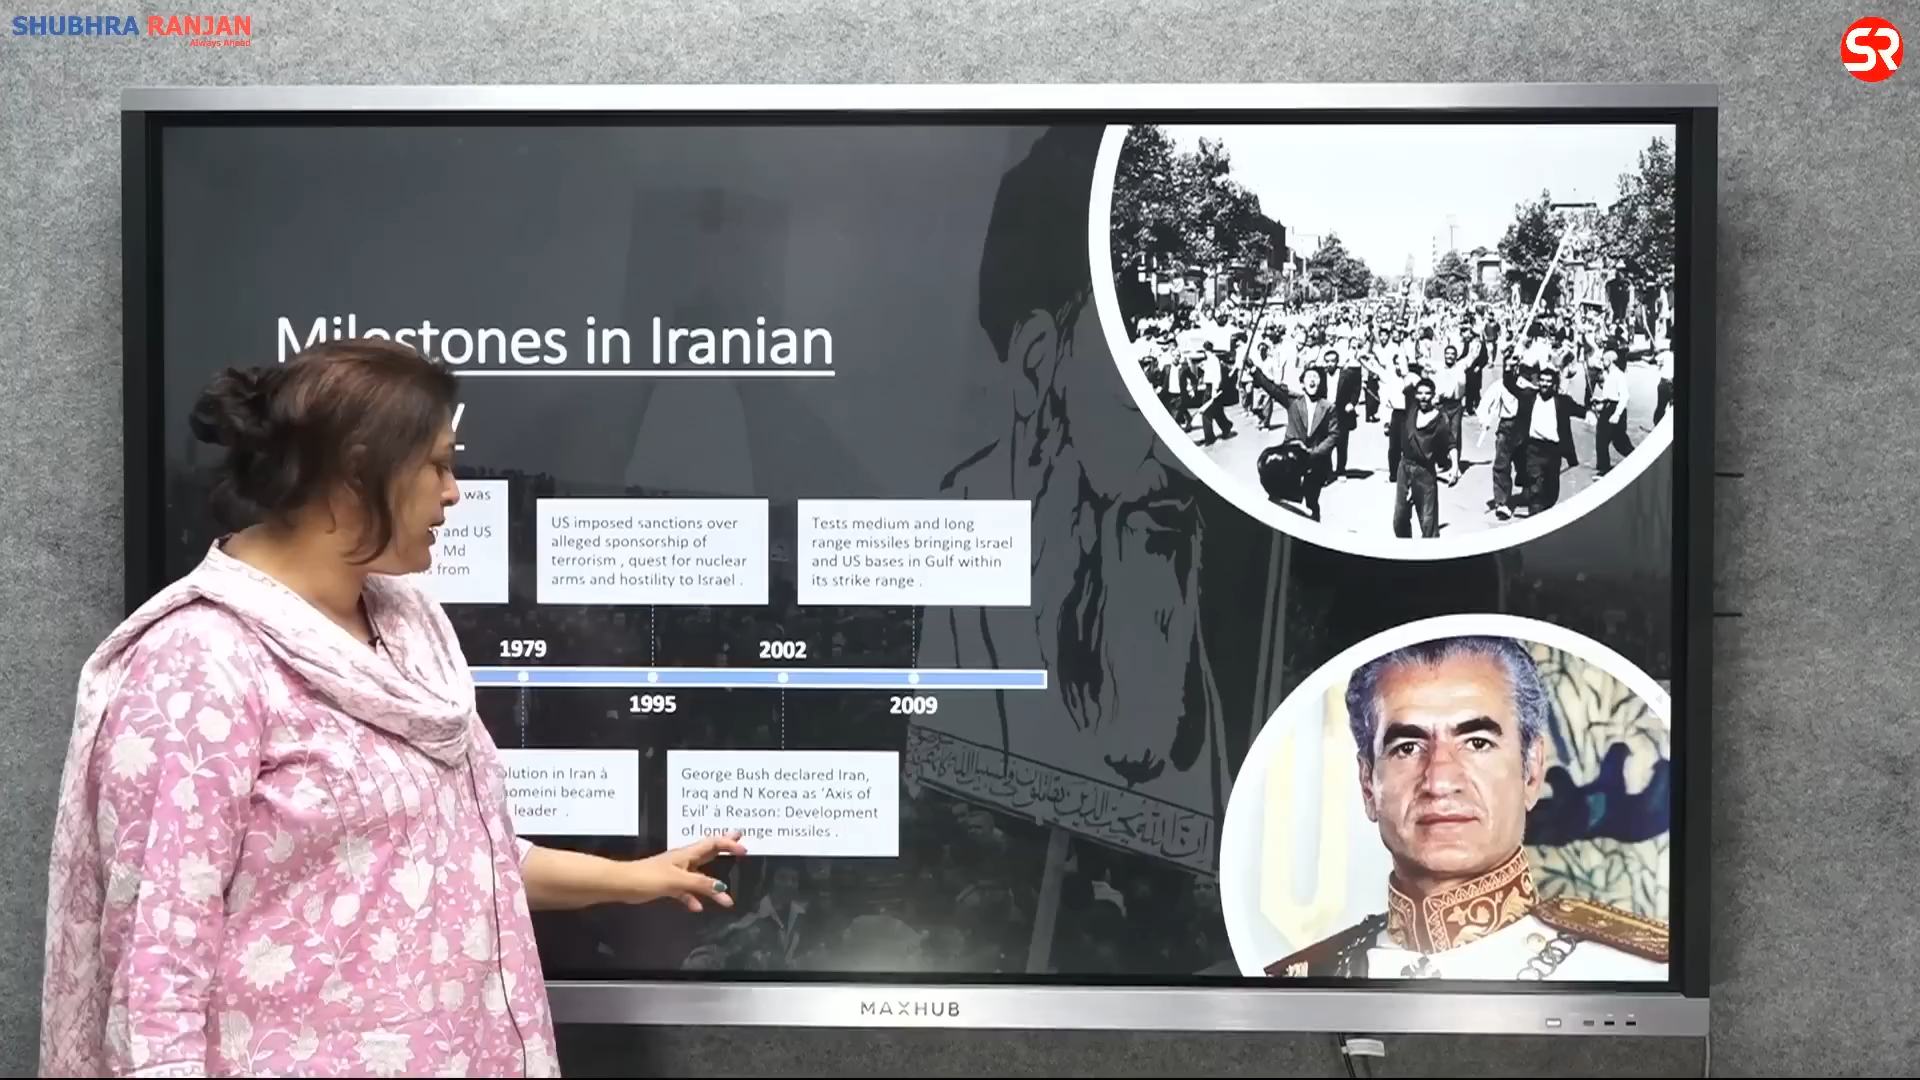 SHUBHRA RANJAN
Always Ahead
SR
Milestones in Iranian
was
and US
. Md
from
US imposed sanctions over
alleged sponsorship of
terrorism , quest for nuclear
arms and hostility to Israel .
Tests medium and long
range missiles bringing Israel
and US bases in Gulf within
its strike range .
1979
2002
1995
2009
in Iran à
became
leader .
George Bush declared Iran,
Iraq and N Korea as ‘Axis of
Evil’ à Reason: Development
of long range missiles .
MAXHUB